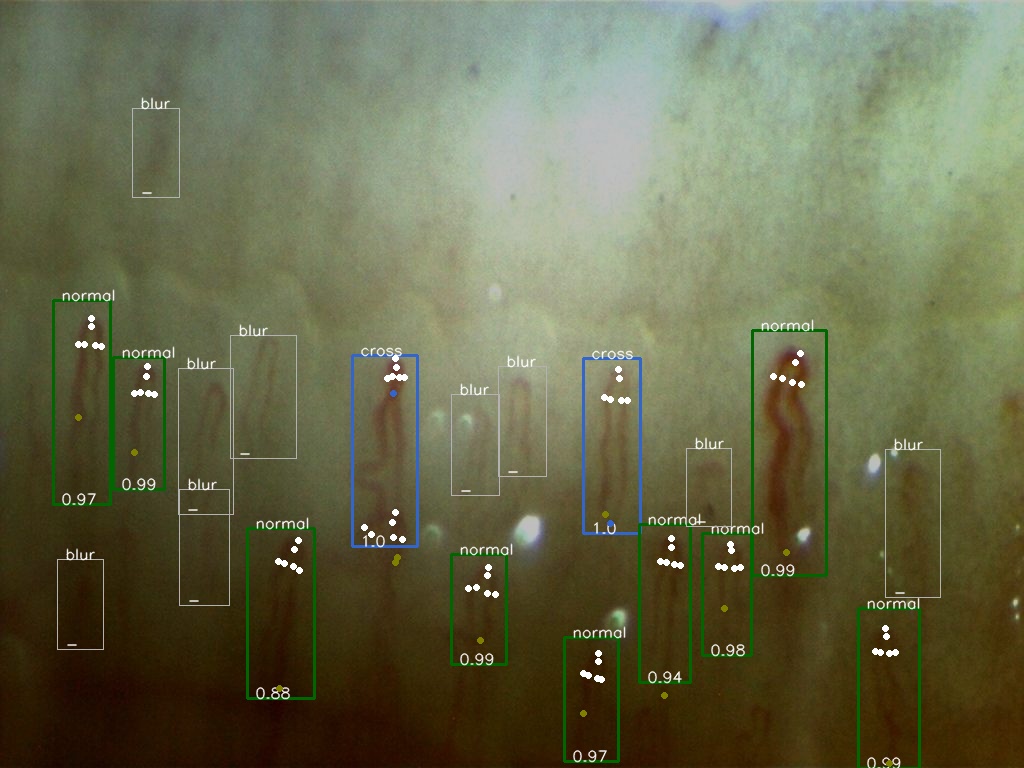 blur
–
normal
normal
blur
blur
cross
blur
blur
cross
normal
blur
blur
–
–
–
–
0.97
0.99
blur
–
1.0
1.0
normal
–
normal
0.99
normal
blur
–
–
–
normal
0.88
0.99
normal
0.97
0.94
0.98
normal
0.99